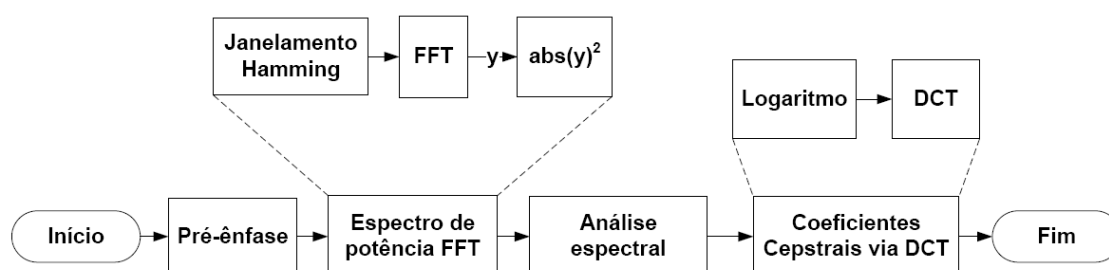 Janelamento
Hamming
FFT
y
abs(y)²
Logaritmo
DCT
Início
Pré-ênfase
Espectro de
potência FFT
Análise
espectral
Coeficientes
Cepstrais via DCT
Fim